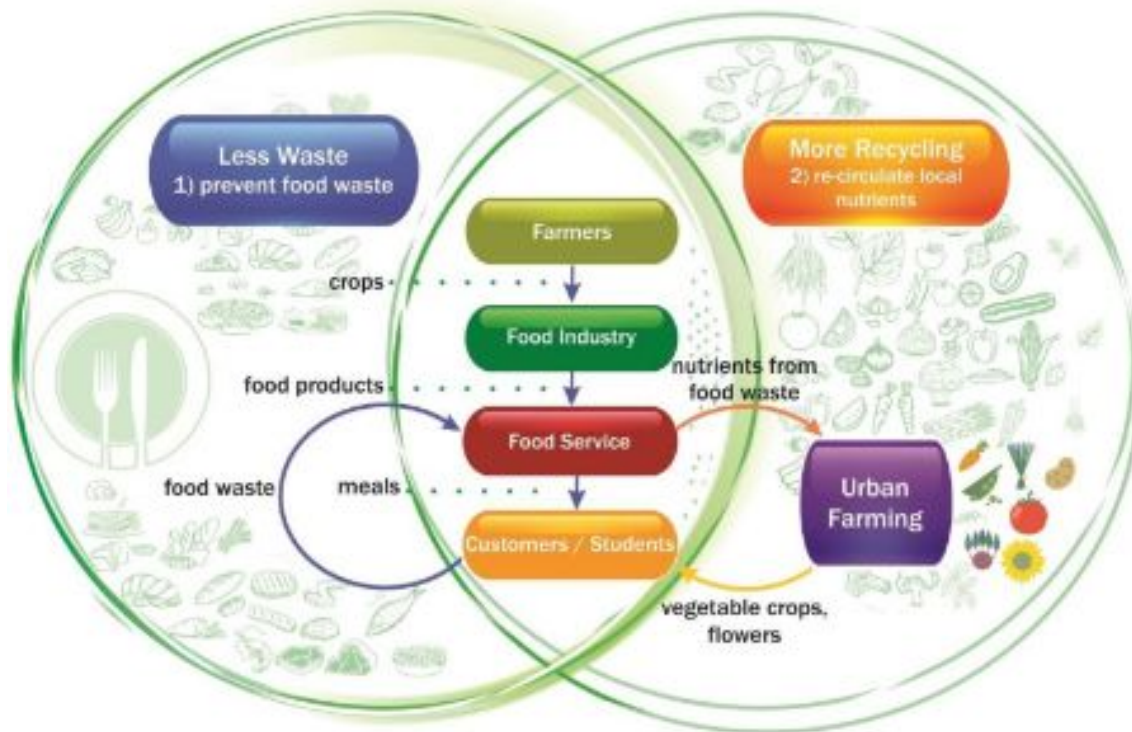 Less Waste
1) prevent food waste
More Recycling
2) re-circulate local
nutrients
Farmers
crops
Food Industry
food products
nutrients from
food waste
Food Service
food waste
meals
Urban
Farming
Customers / Students
vegetable crops,
flowers